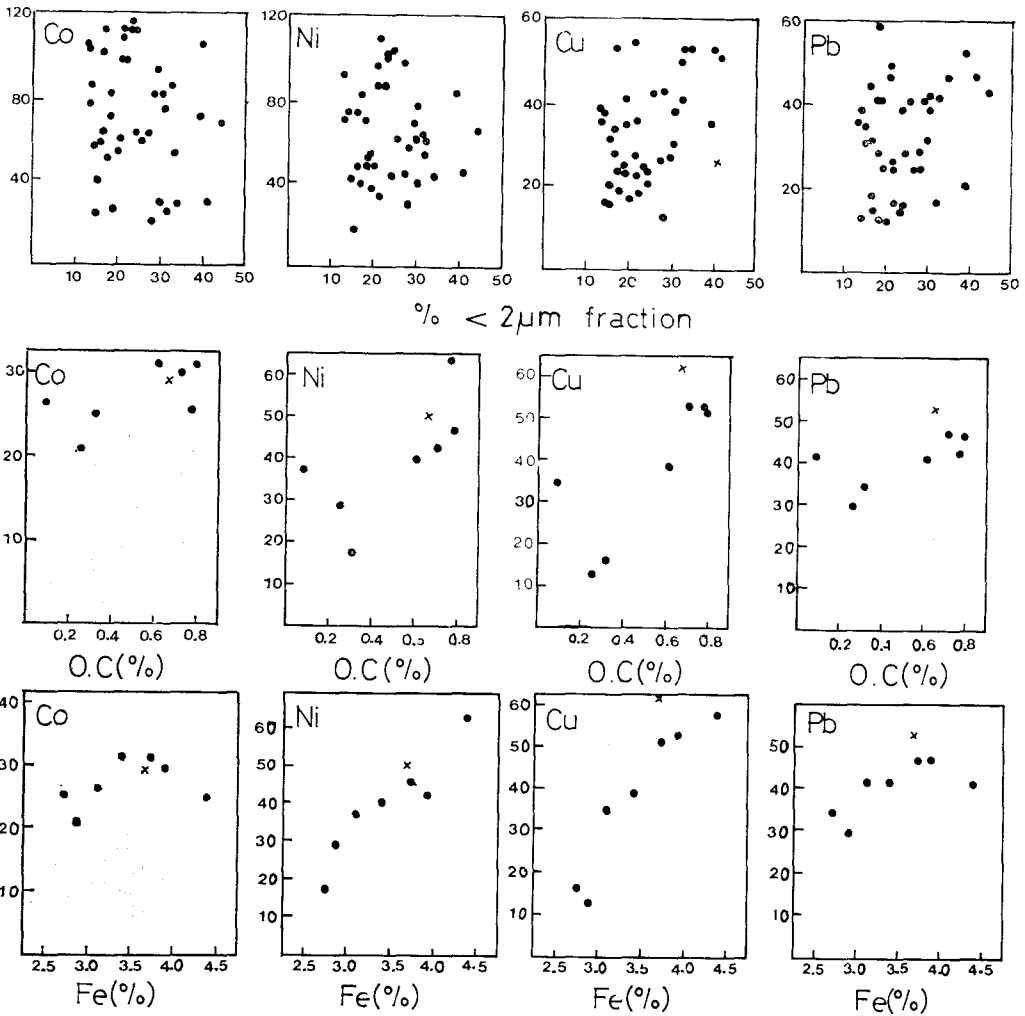 Co Ni Cu Pb
120 120 60 60
80 80 40 40
40 40 20 20
10 20 30 40 50 10 20 30 40 50 10 20 30 40 50 10 20 30 40 50
% < 2µm fraction
Co Ni Cu Pb
30 60 60 60
50 50 50
20 40 40 40
30 30 30
10 20 20 20
10 10 10
0.2 0.4 0.6 0.8 0.2 0.4 0.6 0.8 0.2 0.4 0.6 0.8 0.2 0.4 0.6 0.8
O.C(%) O.C(%) O.C(%) O.C(%)
Co Ni Cu Pb
40 60 60 50
30 50 50 40
20 40 40 30
10 30 30 20
20 20 10
10 10
2.5 3.0 3.5 4.0 4.5 2.5 3.0 3.5 4.0 4.5 2.5 3.0 3.5 4.0 4.5 2.5 3.0 3.5 4.0 4.5
Fe(%) Fe(%) Fe(%) Fe(%)